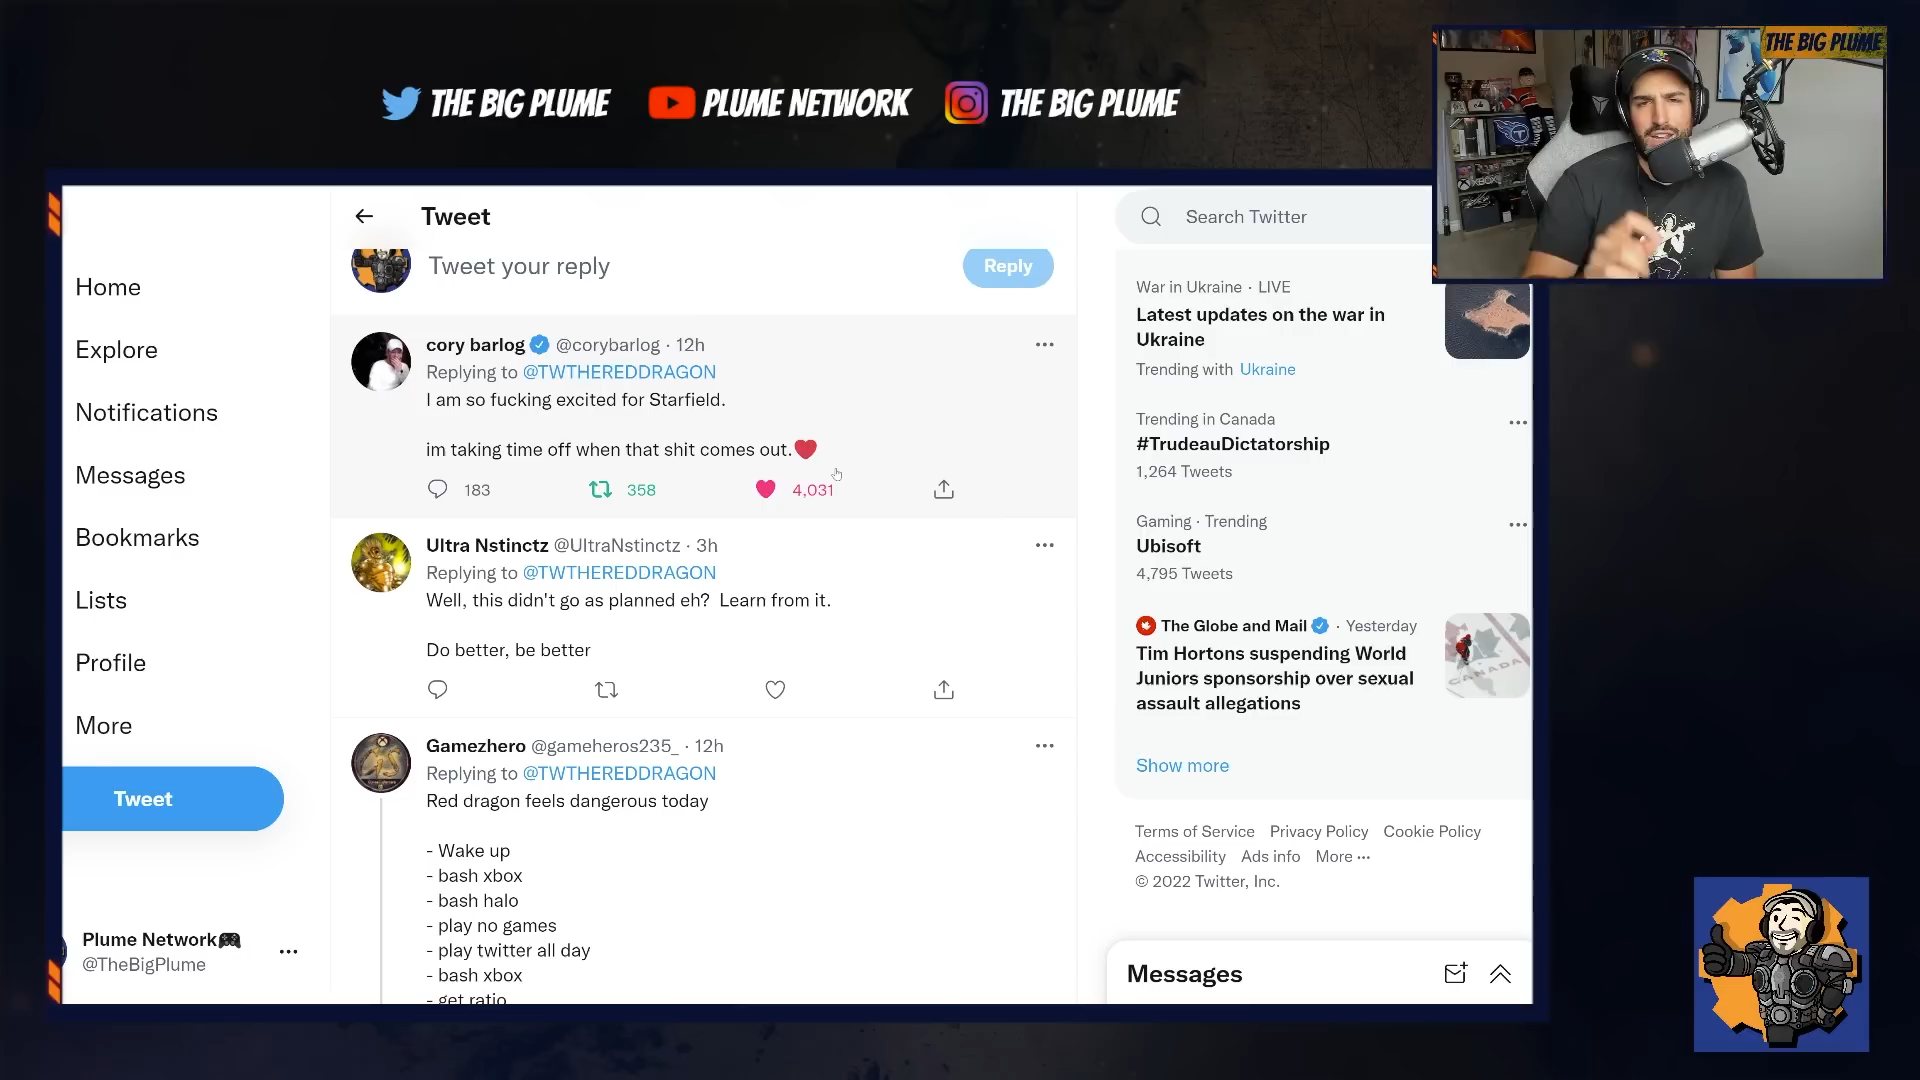 THE BIG PLUME
PLUME NETWORK
THE BIG PLUME
THE BIG PLUME
XBOX
Tweet
Tweet your reply
Reply
Home
Explore
Notifications
Messages
Bookmarks
Lists
Profile
More
Tweet
Plume Network
@TheBigPlume
cory barlog @corybarlog · 12h
Replying to @TWTHEREDDRAGON
I am so fucking excited for Starfield.
im taking time off when that shit comes out.❤️
183 358 4,031
Ultra Nstinctz @UltraNstinctz · 3h
Replying to @TWTHEREDDRAGON
Well, this didn't go as planned eh?  Learn from it.
Do better, be better
Gamezhero @gameheros235_ · 12h
Replying to @TWTHEREDDRAGON
Red dragon feels dangerous today
- Wake up
- bash xbox
- bash halo
- play no games
- play twitter all day
- bash xbox
- get ratio
Search Twitter
War in Ukraine · LIVE
Latest updates on the war in
Ukraine
Trending with Ukraine
Trending in Canada
#TrudeauDictatorship
1,264 Tweets
Gaming · Trending
Ubisoft
4,795 Tweets
The Globe and Mail · Yesterday
Tim Hortons suspending World
Juniors sponsorship over sexual
assault allegations
CANADA
Show more
Terms of Service Privacy Policy Cookie Policy
Accessibility Ads info More ···
© 2022 Twitter, Inc.
Messages